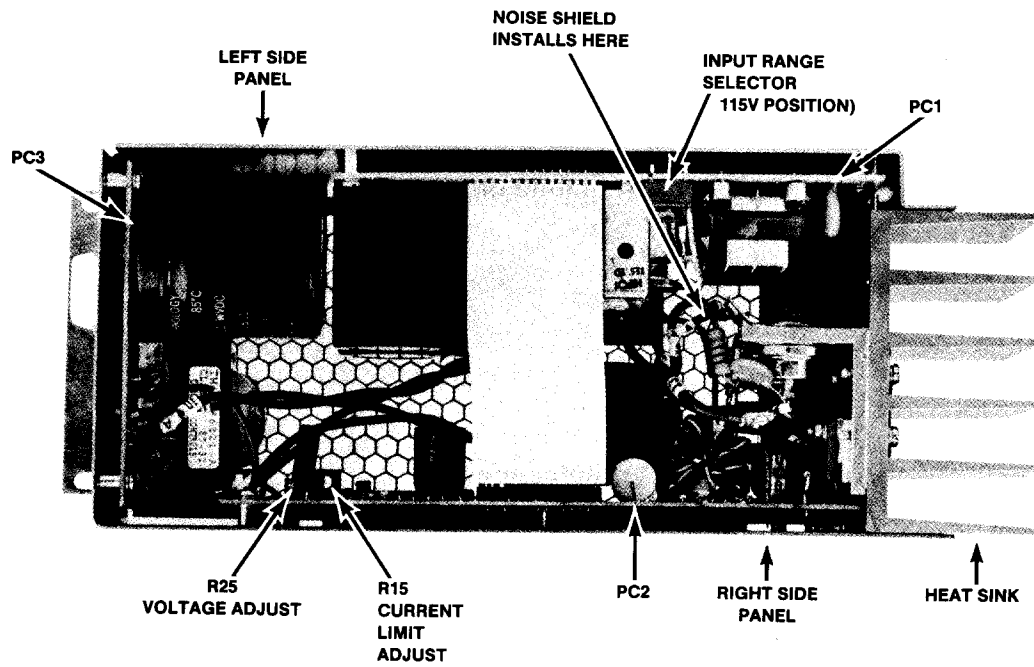 NOISE SHIELD
INSTALLS HERE
LEFT SIDE
PANEL
INPUT RANGE
SELECTOR
115V POSITION)
PC1
PC3
85°C
R25
VOLTAGE ADJUST
R15
CURRENT
LIMIT
ADJUST
PC2
RIGHT SIDE
PANEL
HEAT SINK